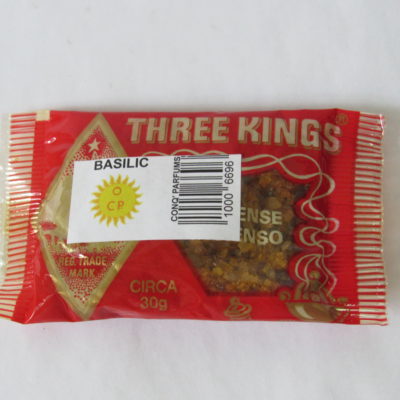 THREE KINGS®
BASILIC
O
CP
CONQ' PARFUMS
1000 6696
ENSE
ENSO
REG. TRADE
MARK
CIRCA
30g